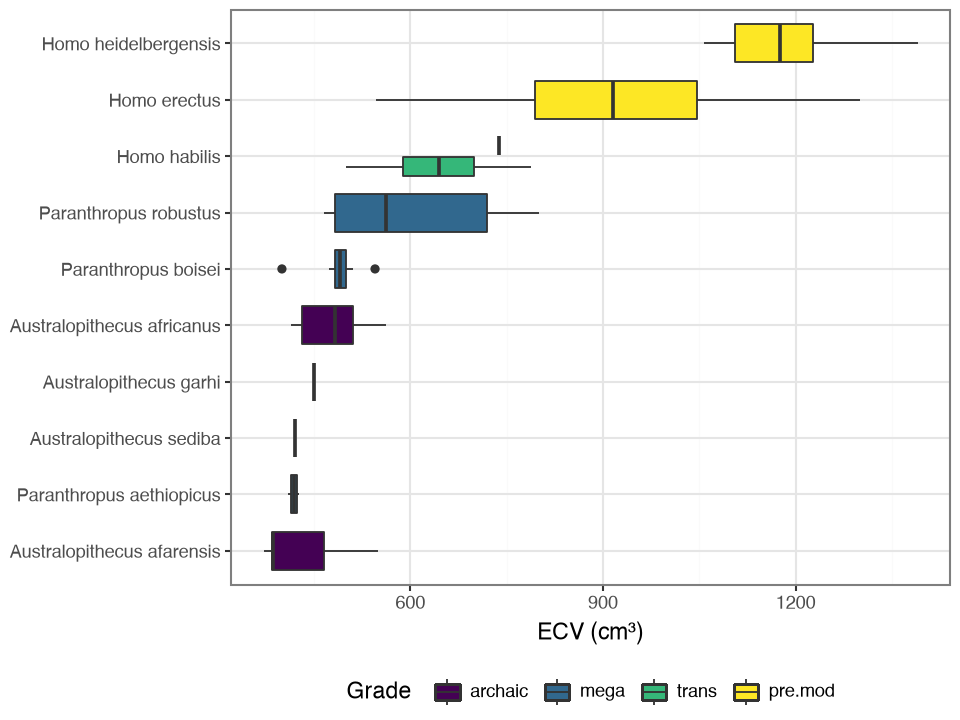 Homo heidelbergensis
Homo erectus
Homo habilis
Paranthropus robustus
Paranthropus boisei
Australopithecus africanus
Australopithecus garhi
Australopithecus sediba
Paranthropus aethiopicus
Australopithecus afarensis
600 900 1200
ECV (cm³)
Grade archaic mega trans pre.mod